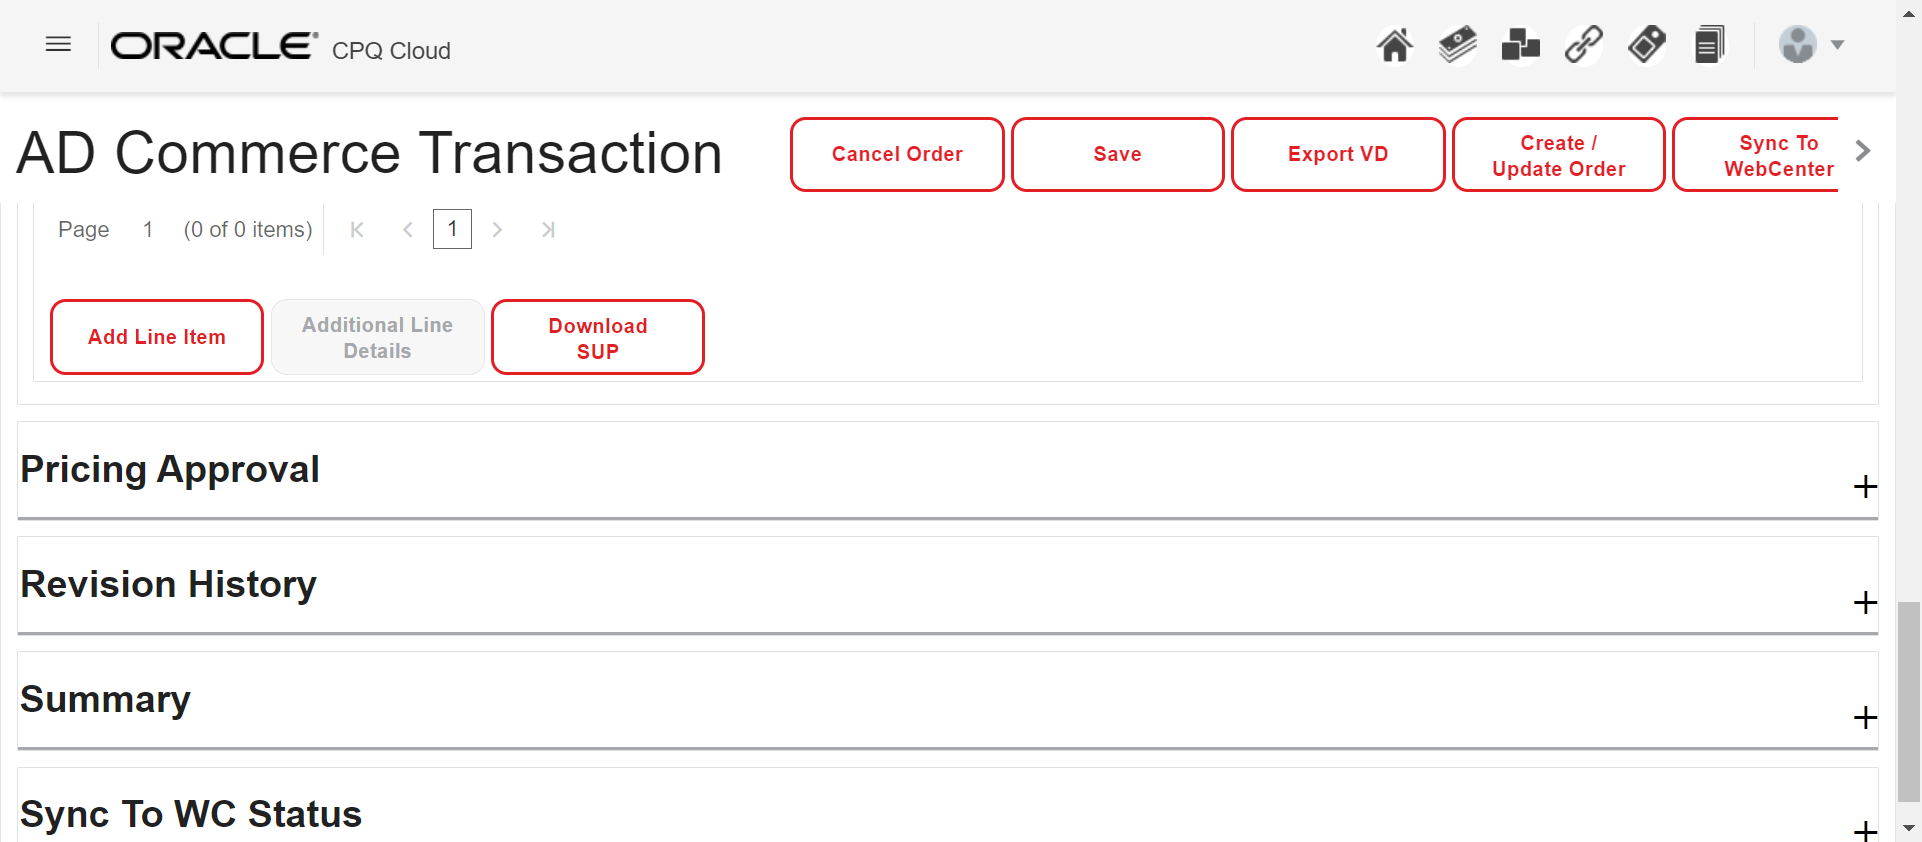 ORACLE® CPQ Cloud
AD Commerce Transaction
Cancel Order
Save
Export VD
Create /
Update Order
Sync To
WebCenter
Page 1 (0 of 0 items) 1
Add Line Item
Additional Line
Details
Download
SUP
Pricing Approval
Revision History
Summary
Sync To WC Status